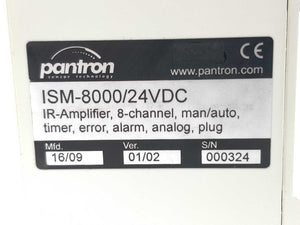 pantron
sensor technology
CE
www.pantron.com
ISM-8000/24VDC
IR-Amplifier, 8-channel, man/auto,
timer, error, alarm, analog, plug
Mfd. Ver. S/N
16/09 01/02 000324